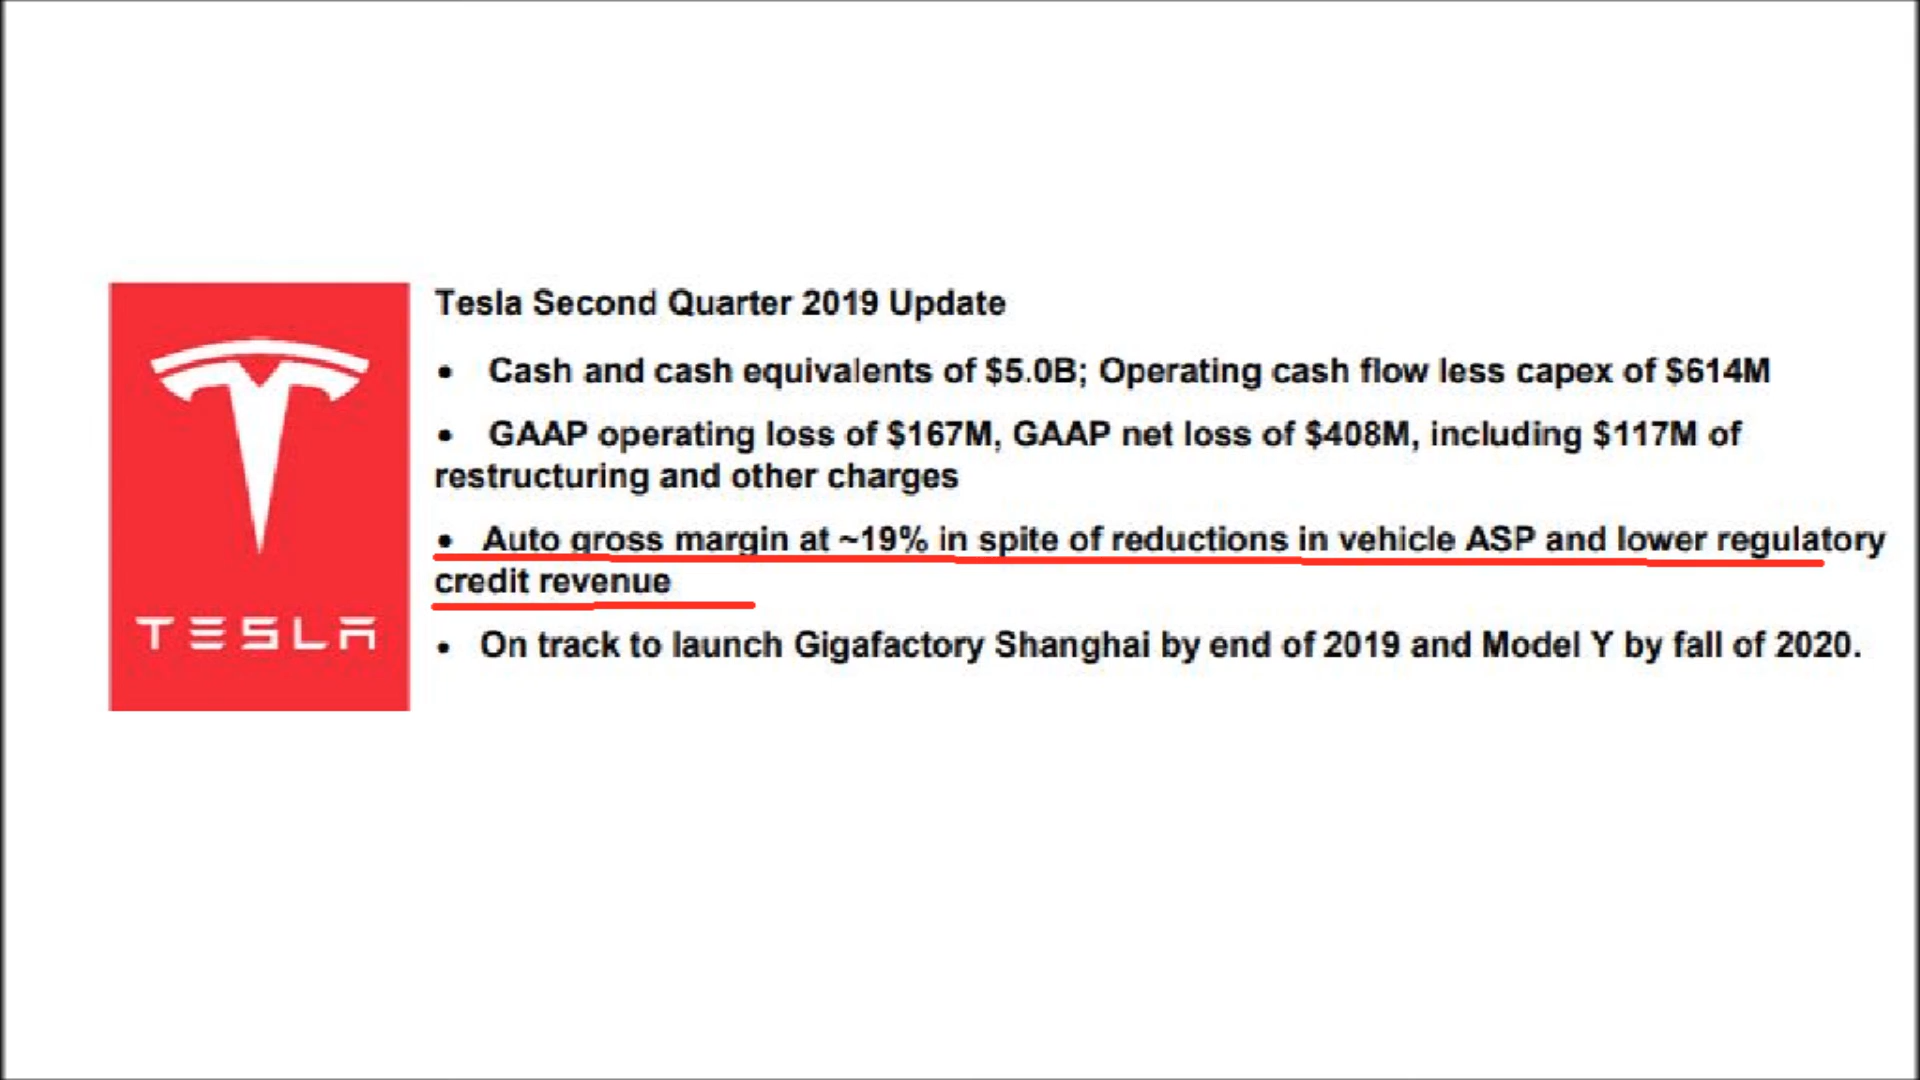 TESLA
Tesla Second Quarter 2019 Update
• Cash and cash equivalents of $5.0B; Operating cash flow less capex of $614M
• GAAP operating loss of $167M, GAAP net loss of $408M, including $117M of
restructuring and other charges
• Auto gross margin at ~19% in spite of reductions in vehicle ASP and lower regulatory
credit revenue
• On track to launch Gigafactory Shanghai by end of 2019 and Model Y by fall of 2020.